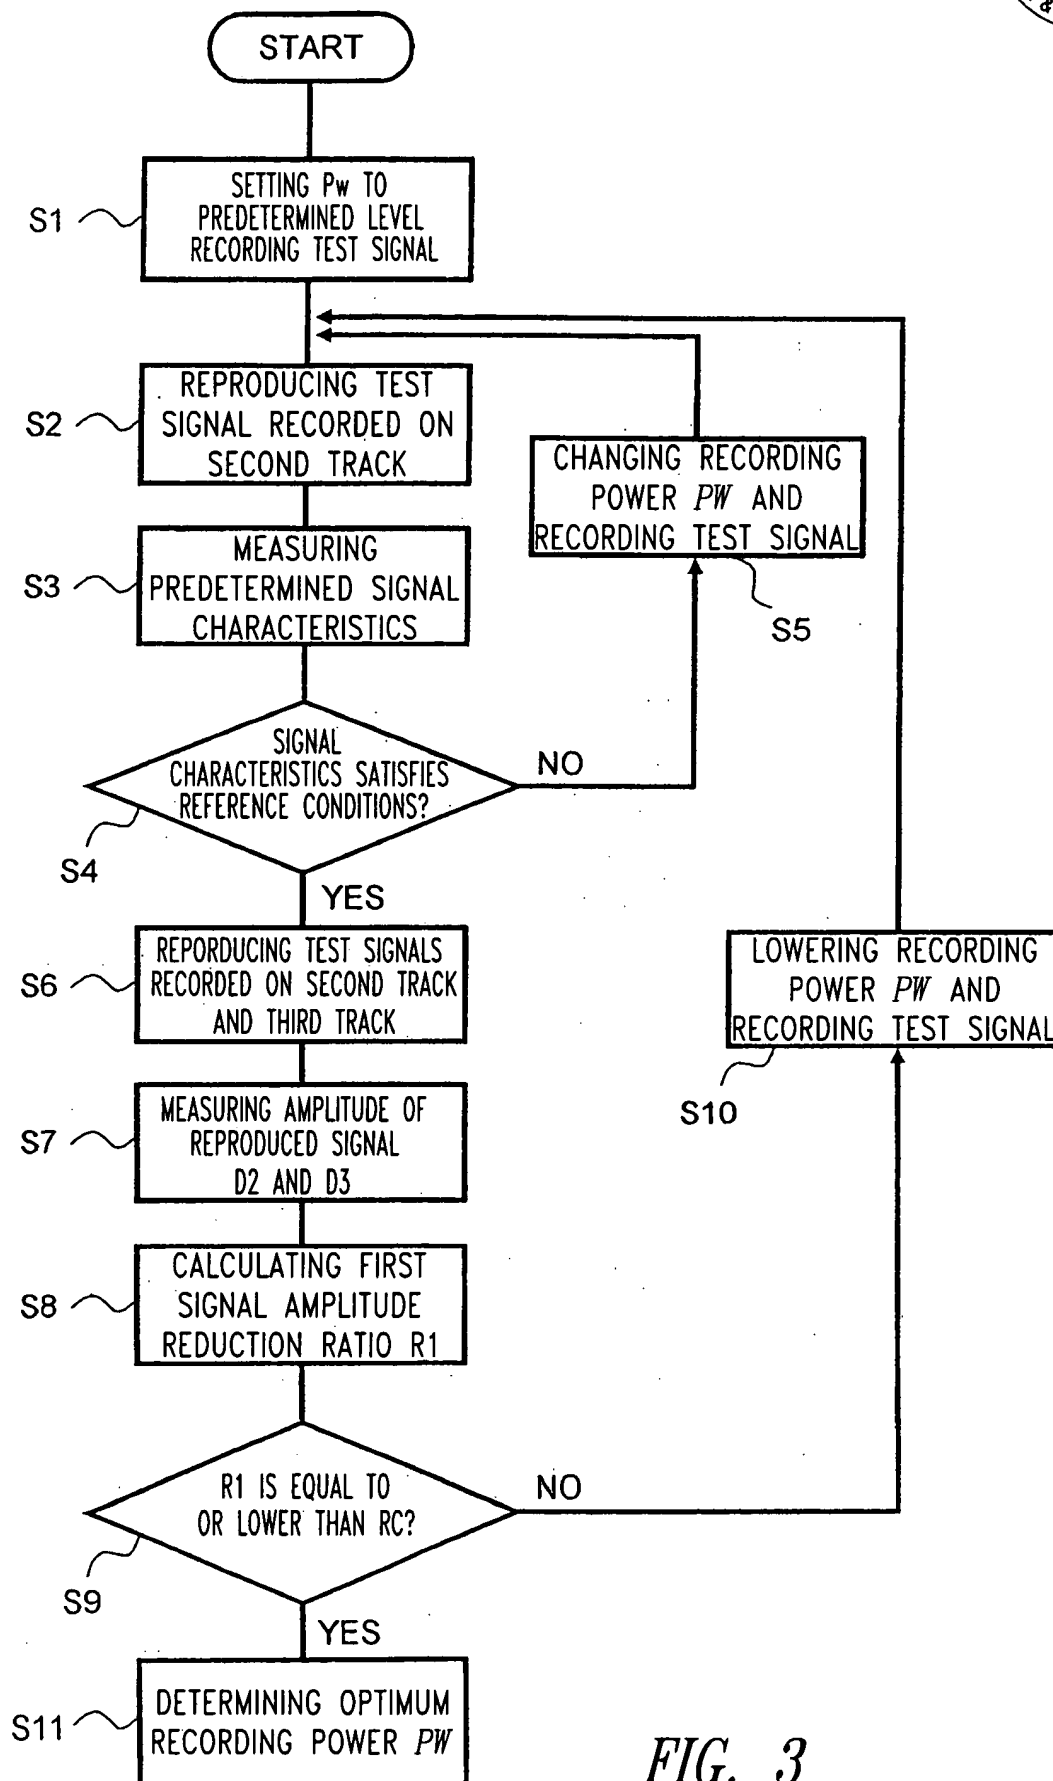 &
START
S1
SETTING Pw TO
PREDETERMINED LEVEL
RECORDING TEST SIGNAL
S2
REPRODUCING TEST
SIGNAL RECORDED ON
SECOND TRACK
CHANGING RECORDING
POWER PW AND
RECORDING TEST SIGNAL
S5
S3
MEASURING
PREDETERMINED SIGNAL
CHARACTERISTICS
SIGNAL
CHARACTERISTICS SATISFIES
REFERENCE CONDITIONS?
NO
S4
YES
S6
REPORDUCING TEST SIGNALS
RECORDED ON SECOND TRACK
AND THIRD TRACK
LOWERING RECORDING
POWER PW AND
RECORDING TEST SIGNAL
S10
S7
MEASURING AMPLITUDE OF
REPRODUCED SIGNAL
D2 AND D3
S8
CALCULATING FIRST
SIGNAL AMPLITUDE
REDUCTION RATIO R1
R1 IS EQUAL TO
OR LOWER THAN RC?
NO
S9
YES
S11
DETERMINING OPTIMUM
RECORDING POWER PW
FIG. 3